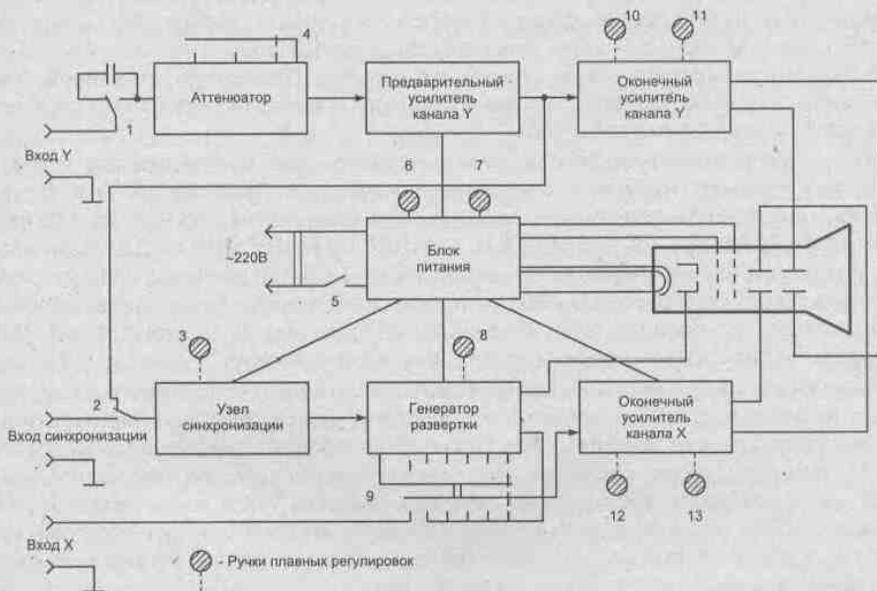 10
11
4
Аттенюатор
Предварительный
усилитель
канала Y
Оконечный
усилитель
канала Y
1
Вход Y
6
7
~220В
Блок
питания
5
3
8
2
Узел
синхронизации
Генератор
развертки
Оконечный
усилитель
канала X
Вход синхронизации
9
12
13
Вход X
- Ручки плавных регулировок